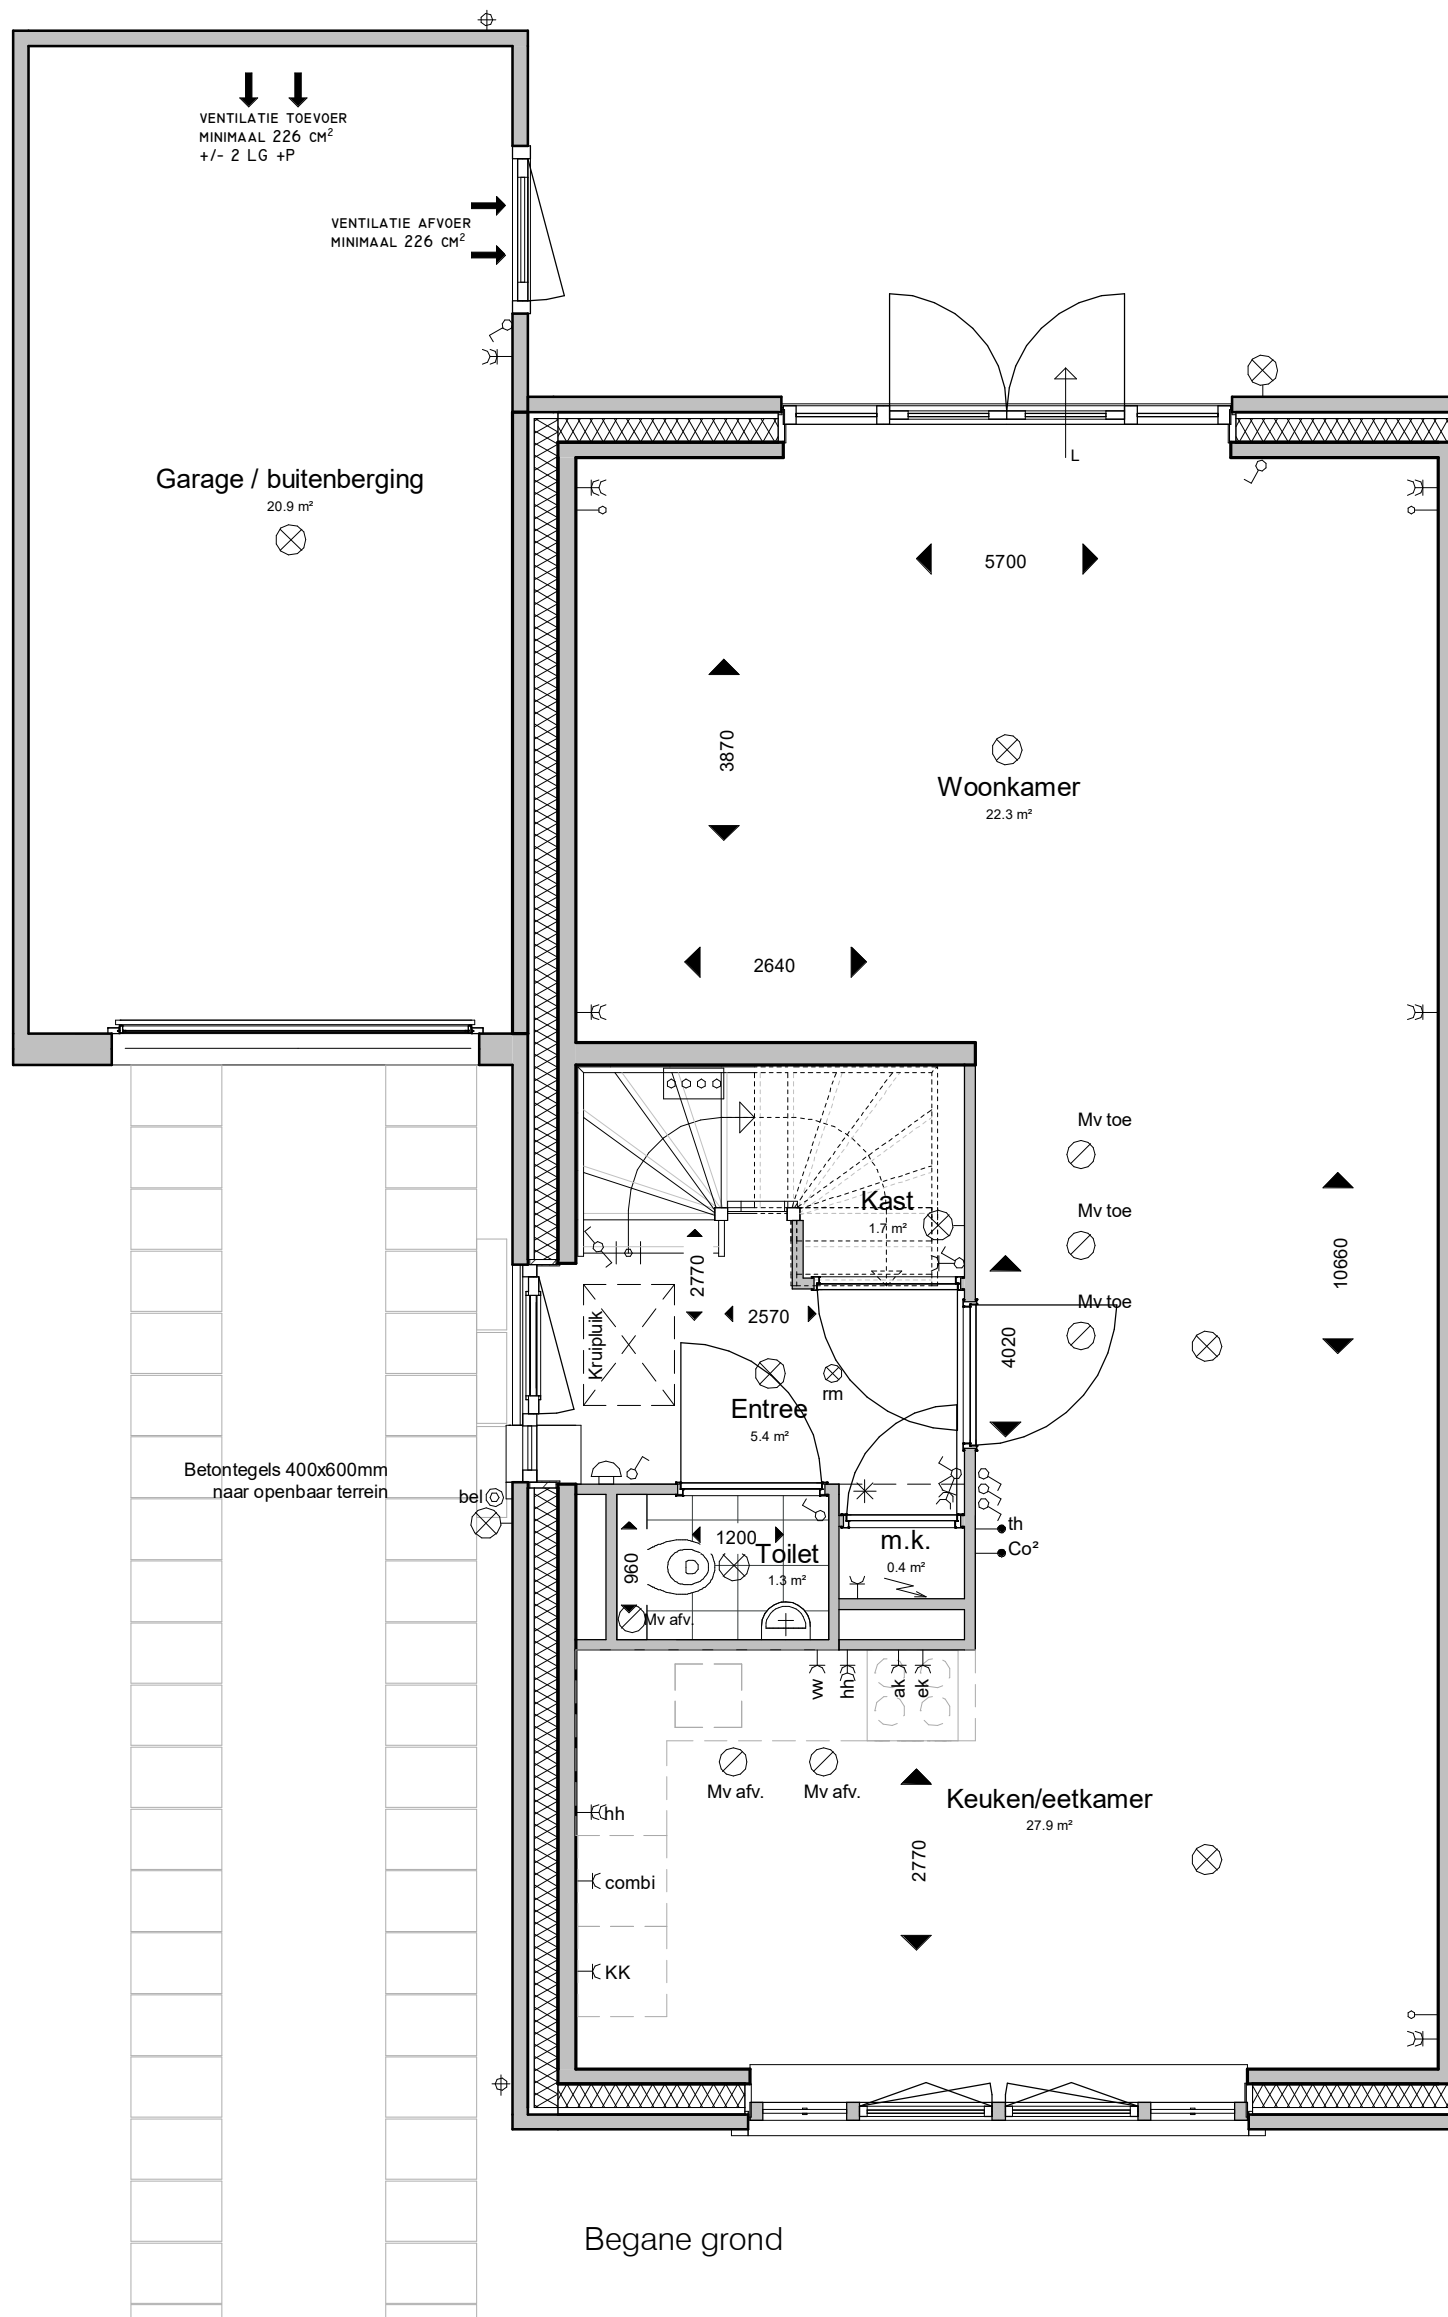 VENTILATIE TOEVOER
MINIMAAL 226 CM²
+/- 2 LG +P
VENTILATIE AFVOER
MINIMAAL 226 CM²
L
Garage / buitenberging
20.9 m²
5700
3870
Woonkamer
22.3 m²
2640
Mv toe
Kast
1.7 m²
Mv toe
2770
10660
Mv toe
2570
Kruipluik
4020
rm
Entree
5.4 m²
Betontegels 400x600mm
naar openbaar terrein
bel
th
Co²
1200
960
Toilet
1.3 m²
m.k.
0.4 m²
Mv afv.
vw
hh
ak
ek
Mv afv.
Mv afv.
Keuken/eetkamer
27.9 m²
hh
2770
combi
KK
Begane grond